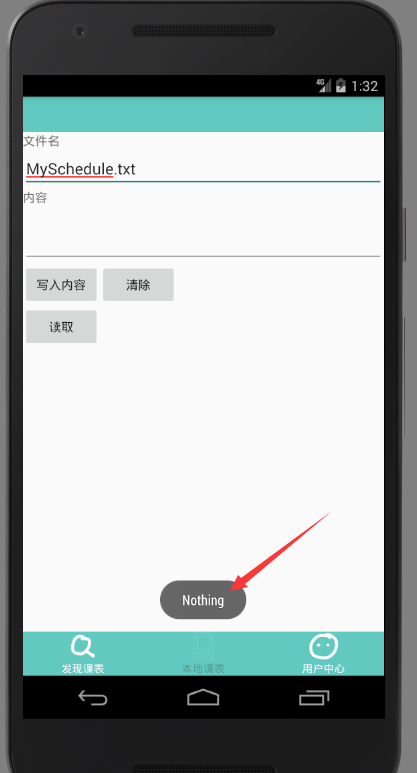 4G 1:32
文件名
MySchedule.txt
内容
写入内容 清除
读取
Nothing
发现课表 本地课表 用户中心